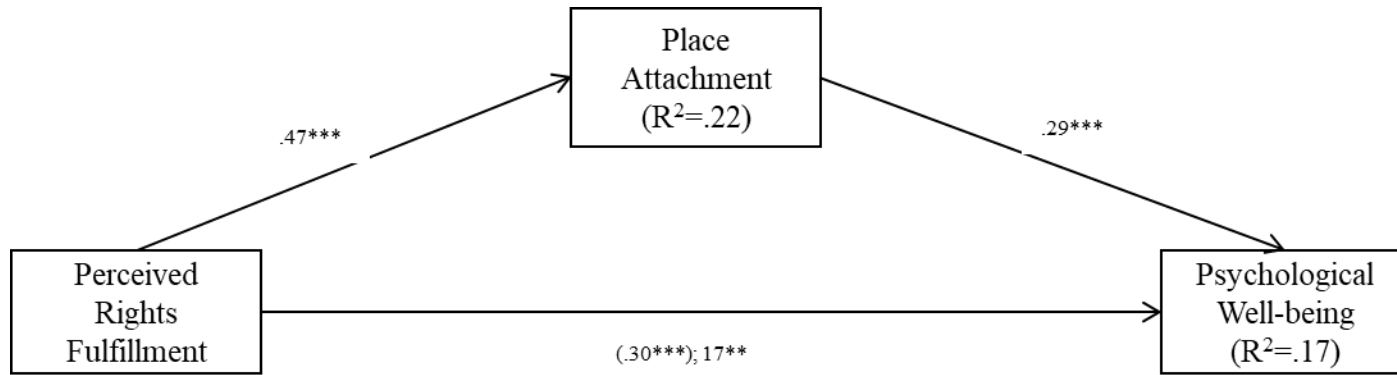 Place
Attachment
(R²=.22)
.47***
.29***
Perceived
Rights
Fulfillment
Psychological
Well-being
(R²=.17)
(.30***); 17**